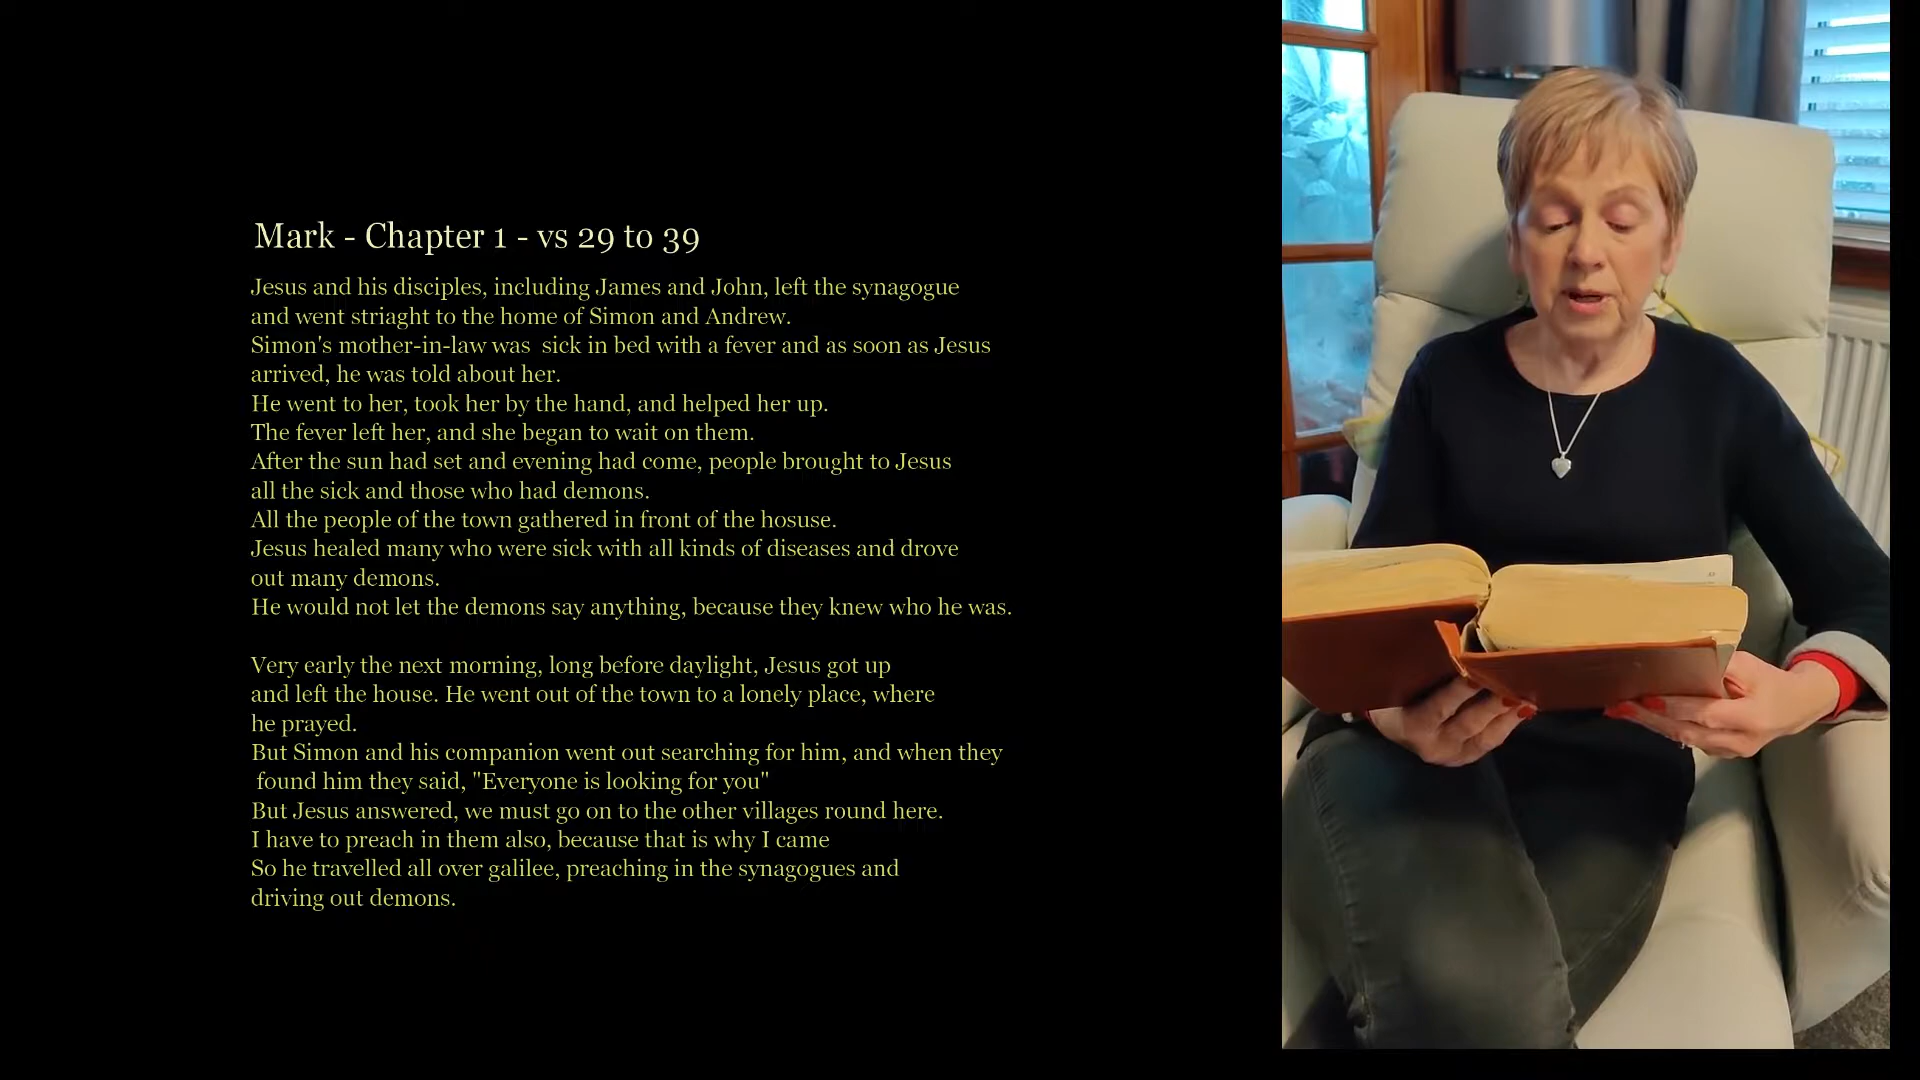 Mark - Chapter 1 - vs 29 to 39
Jesus and his disciples, including James and John, left the synagogue
and went striaght to the home of Simon and Andrew.
Simon's mother-in-law was  sick in bed with a fever and as soon as Jesus
arrived, he was told about her.
He went to her, took her by the hand, and helped her up.
The fever left her, and she began to wait on them.
After the sun had set and evening had come, people brought to Jesus
all the sick and those who had demons.
All the people of the town gathered in front of the hosuse.
Jesus healed many who were sick with all kinds of diseases and drove
out many demons.
He would not let the demons say anything, because they knew who he was.
Very early the next morning, long before daylight, Jesus got up
and left the house. He went out of the town to a lonely place, where
he prayed.
But Simon and his companion went out searching for him, and when they
found him they said, "Everyone is looking for you"
But Jesus answered, we must go on to the other villages round here.
I have to preach in them also, because that is why I came
So he travelled all over galilee, preaching in the synagogues and
driving out demons.